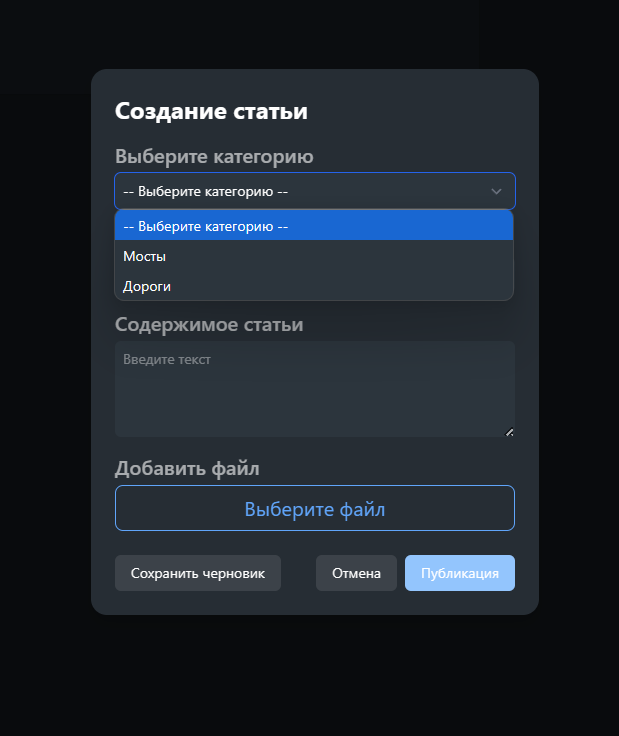 Создание статьи
Выберите категорию
-- Выберите категорию --
-- Выберите категорию --
Мосты
Дороги
Содержимое статьи
Введите текст
Добавить файл
Выберите файл
Сохранить черновик
Отмена
Публикация